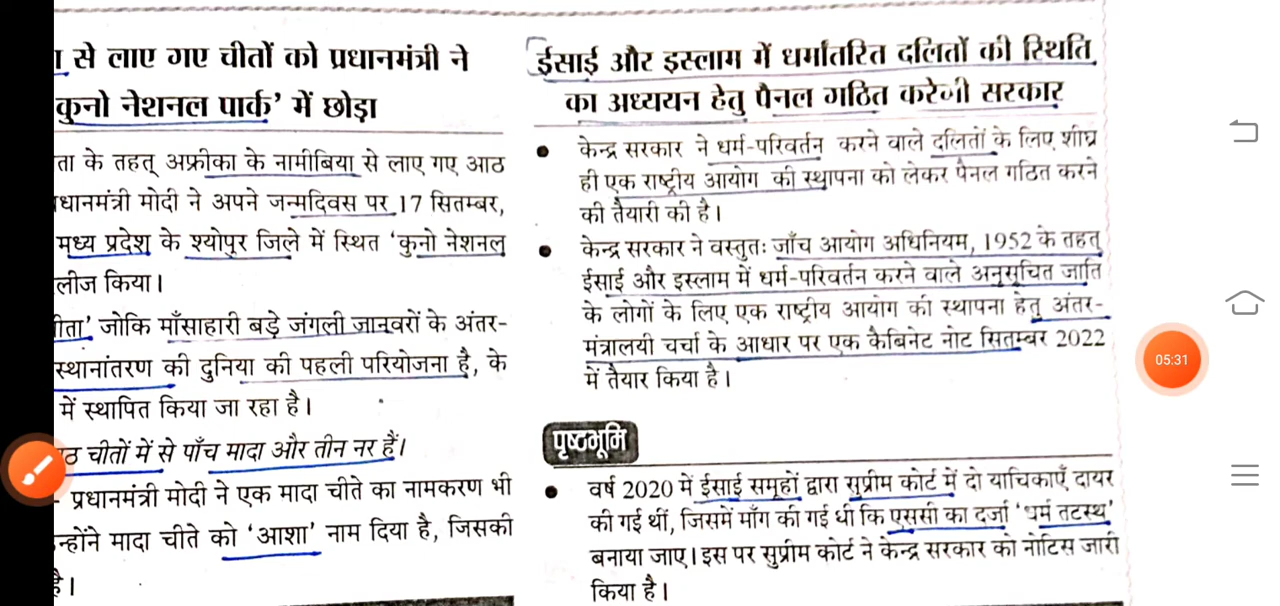 से लाए गए चीतों को प्रधानमंत्री ने
कुनो नेशनल पार्क’ में छोड़ा
ता के तहत् अफ्रीका के नामीबिया से लाए गए आठ
धानमंत्री मोदी ने अपने जन्मदिवस पर 17 सितम्बर,
मध्य प्रदेश के श्योपुर जिले में स्थित ‘कुनो नेशनल
लीज किया।
ीता’ जोकि माँसाहारी बड़े जंगली जानवरों के अंतर-
स्थानांतरण की दुनिया की पहली परियोजना है, के
में स्थापित किया जा रहा है।
ठ चीतों में से पाँच मादा और तीन नर हैं।
- प्रधानमंत्री मोदी ने एक मादा चीते का नामकरण भी
न्होंने मादा चीते को ‘आशा’ नाम दिया है, जिसकी
है।
ईसाई और इस्लाम में धर्मांतरित दलितों की स्थिति
का अध्ययन हेतु पैनल गठित करेगी सरकार
● केन्द्र सरकार ने धर्म-परिवर्तन करने वाले दलितों के लिए शीघ्र
ही एक राष्ट्रीय आयोग की स्थापना को लेकर पैनल गठित करने
की तैयारी की है।
● केन्द्र सरकार ने वस्तुतः जाँच आयोग अधिनियम, 1952 के तहत्
ईसाई और इस्लाम में धर्म-परिवर्तन करने वाले अनुसूचित जाति
के लोगों के लिए एक राष्ट्रीय आयोग की स्थापना हेतु अंतर-
मंत्रालयी चर्चा के आधार पर एक कैबिनेट नोट सितम्बर 2022
में तैयार किया है।
पृष्ठभूमि
● वर्ष 2020 में ईसाई समूहों द्वारा सुप्रीम कोर्ट में दो याचिकाएँ दायर
की गई थीं, जिसमें माँग की गई थी कि एससी का दर्जा ‘धर्म तटस्थ’
बनाया जाए। इस पर सुप्रीम कोर्ट ने केन्द्र सरकार को नोटिस जारी
किया है।
05:31